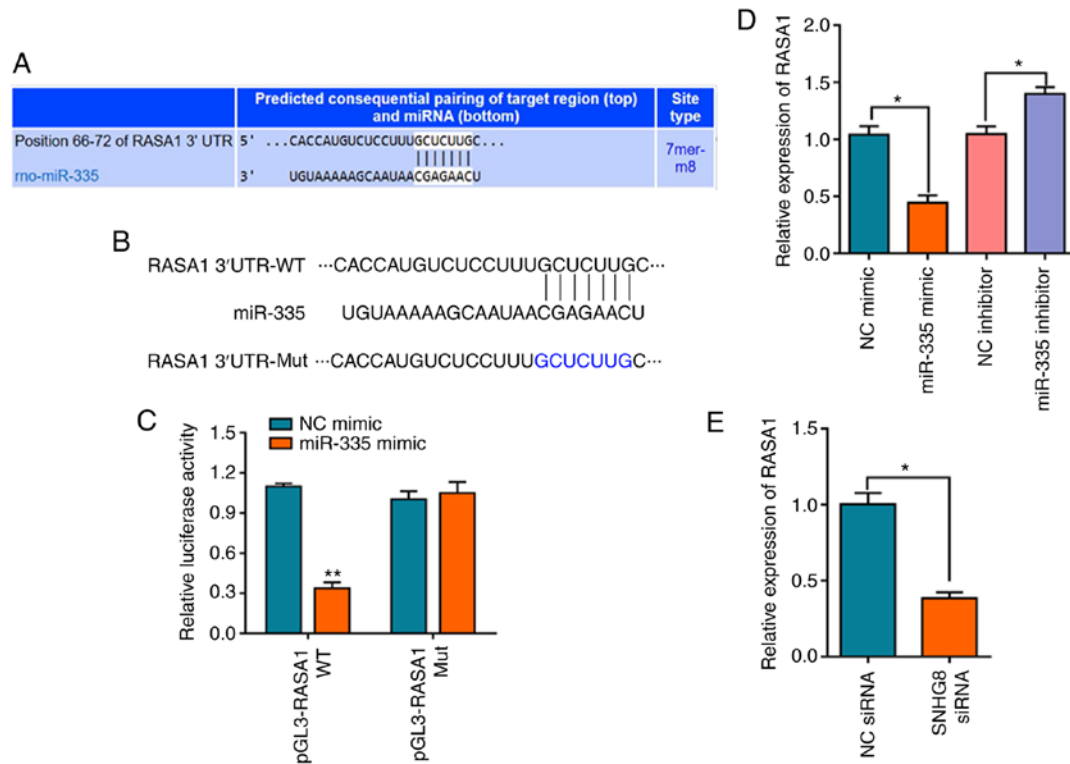 A
Predicted consequential pairing of target region (top)
and miRNA (bottom)
Site
type
Position 66-72 of RASA1 3' UTR 5' ...CACCAUGUCUCCUUUGCUCUUGC...
rno-miR-335 3' UGUAAAAAGCAAUAACGAGAACU
7mer-
m8
B
RASA1 3'UTR-WT ···CACCAUGUCUCCUUUGCUCUUGC···
miR-335 UGUAAAAAGCAAUAACGAGAACU
RASA1 3'UTR-Mut ···CACCAUGUCUCCUUUGCUCUUGC···
C
NC mimic
miR-335 mimic
Relative luciferase activity
1.5
1.2
0.9
0.6
0.3
0.0
**
pGL3-RASA1
WT
pGL3-RASA1
Mut
D
Relative expression of RASA1
2.0
1.5
1.0
0.5
0.0
*
*
NC mimic
miR-335 mimic
NC inhibitor
miR-335 inhibitor
E
Relative expression of RASA1
1.5
1.0
0.5
0.0
*
NC siRNA
SNHG8
siRNA